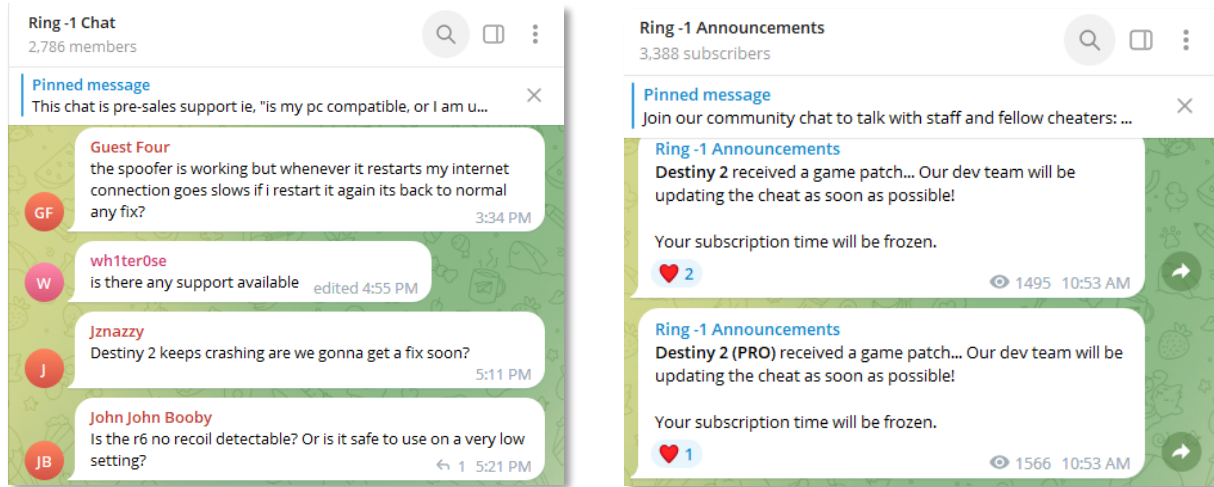 Ring -1 Chat
2,786 members
Pinned message
This chat is pre-sales support ie, "is my pc compatible, or I am u...
Guest Four
the spoofer is working but whenever it restarts my internet
connection goes slows if i restart it again its back to normal
any fix?
3:34 PM
GF
wh1ter0se
is there any support available
edited 4:55 PM
W
Jznazzy
Destiny 2 keeps crashing are we gonna get a fix soon?
5:11 PM
J
John John Booby
Is the r6 no recoil detectable? Or is it safe to use on a very low
setting?
1 5:21 PM
JB
Ring -1 Announcements
3,388 subscribers
Pinned message
Join our community chat to talk with staff and fellow cheaters: ...
Ring -1 Announcements
Destiny 2 received a game patch... Our dev team will be
updating the cheat as soon as possible!
Your subscription time will be frozen.
2
1495 10:53 AM
Ring -1 Announcements
Destiny 2 (PRO) received a game patch... Our dev team will be
updating the cheat as soon as possible!
Your subscription time will be frozen.
1
1566 10:53 AM